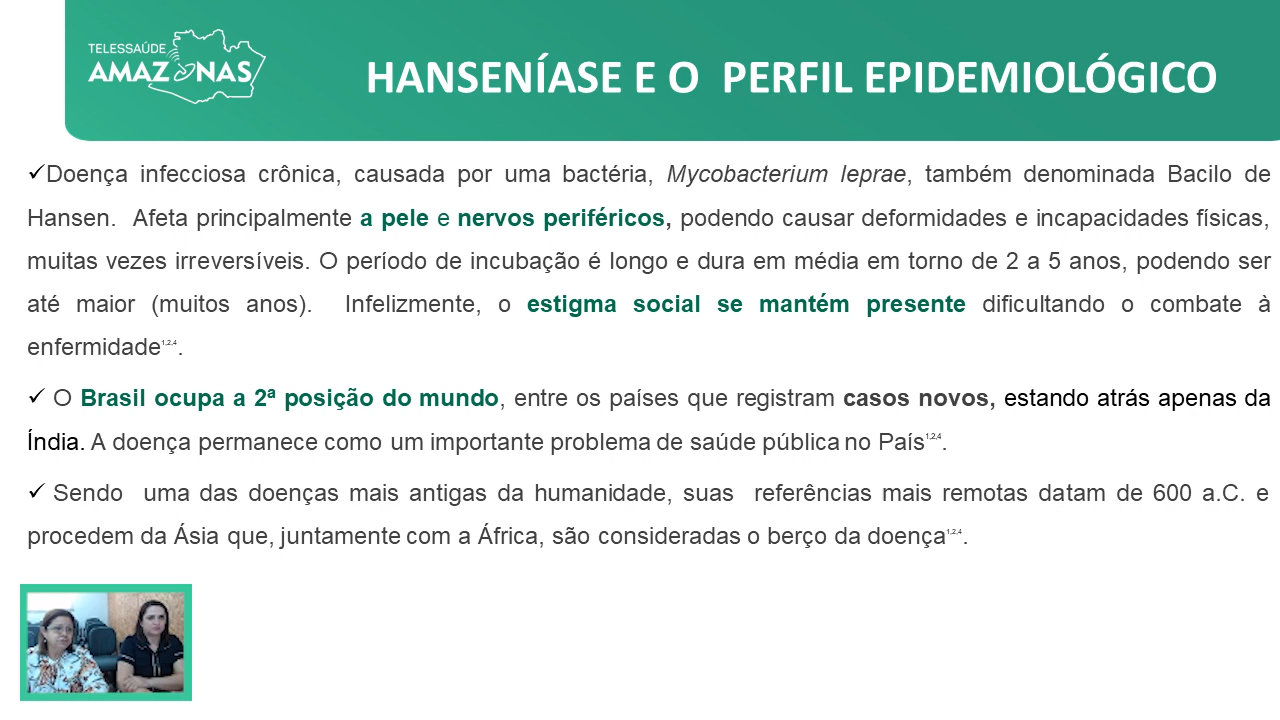 TELESSAÚDE
AMAZONAS
HANSENÍASE E O PERFIL EPIDEMIOLÓGICO
✓Doença infecciosa crônica, causada por uma bactéria, Mycobacterium leprae, também denominada Bacilo de
Hansen. Afeta principalmente a pele e nervos periféricos, podendo causar deformidades e incapacidades físicas,
muitas vezes irreversíveis. O período de incubação é longo e dura em média em torno de 2 a 5 anos, podendo ser
até maior (muitos anos). Infelizmente, o estigma social se mantém presente dificultando o combate à
enfermidade1,2,4.
✓ O Brasil ocupa a 2ª posição do mundo, entre os países que registram casos novos, estando atrás apenas da
Índia. A doença permanece como um importante problema de saúde pública no País1,2,4.
✓ Sendo uma das doenças mais antigas da humanidade, suas referências mais remotas datam de 600 a.C. e
procedem da Ásia que, juntamente com a África, são consideradas o berço da doença1,2,4.